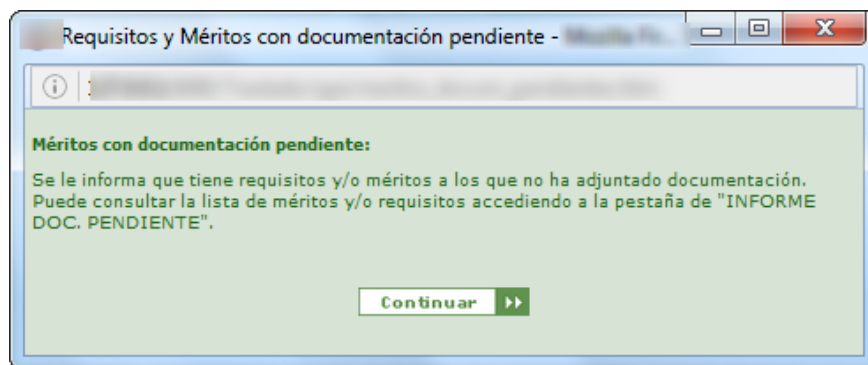 Requisitos y Méritos con documentación pendiente -
Méritos con documentación pendiente:
Se le informa que tiene requisitos y/o méritos a los que no ha adjuntado documentación.
Puede consultar la lista de méritos y/o requisitos accediendo a la pestaña de "INFORME
DOC. PENDIENTE".
Continuar